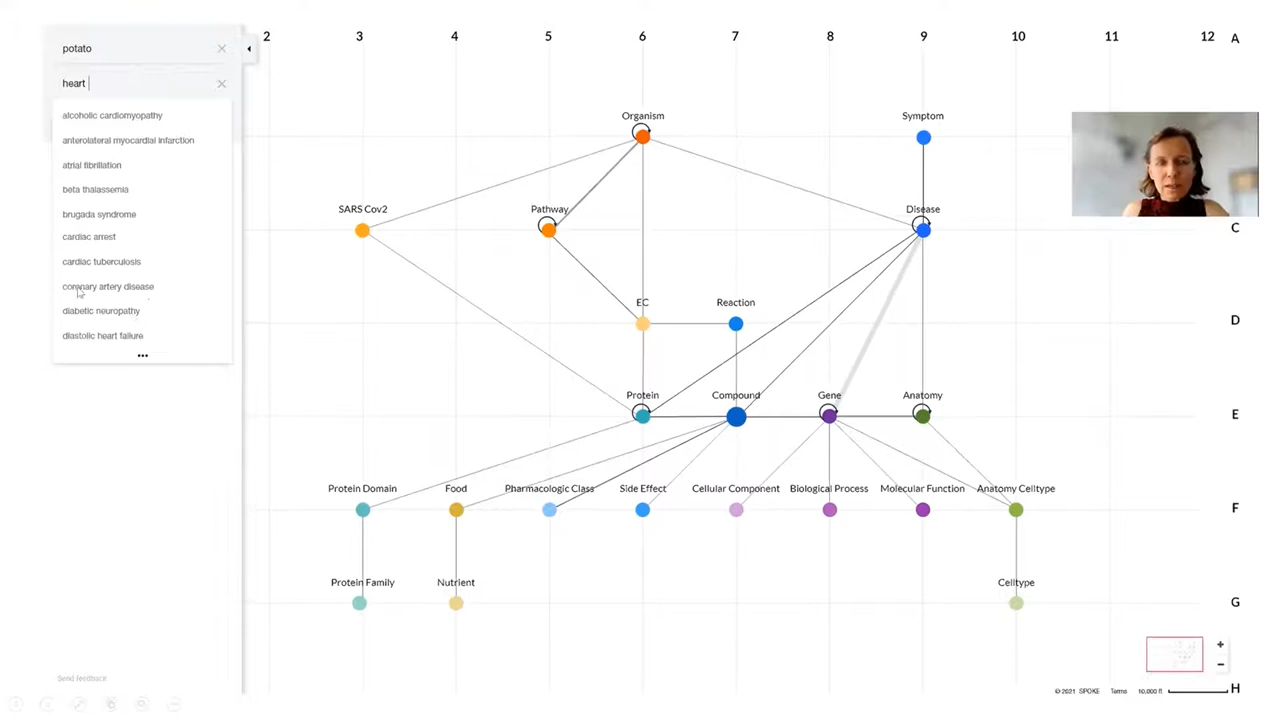 potato
heart
alcoholic cardiomyopathy
anterolateral myocardial infarction
atrial fibrillation
beta thalassemia
brugada syndrome
cardiac arrest
cardiac tuberculosis
coronary artery disease
diabetic neuropathy
diastolic heart failure
•••
Send feedback
2 3 4 5 6 7 8 9 10 11 12
A
Organism Symptom
SARS Cov2 Pathway Disease
C
EC Reaction
D
Protein Compound Gene Anatomy
E
Protein Domain Food Pharmacologic Class Side Effect Cellular Component Biological Process Molecular Function Anatomy Celltype
F
Protein Family Nutrient Celltype
G
+
−
© 2021 SPOKE Terms 10,000 ft
H